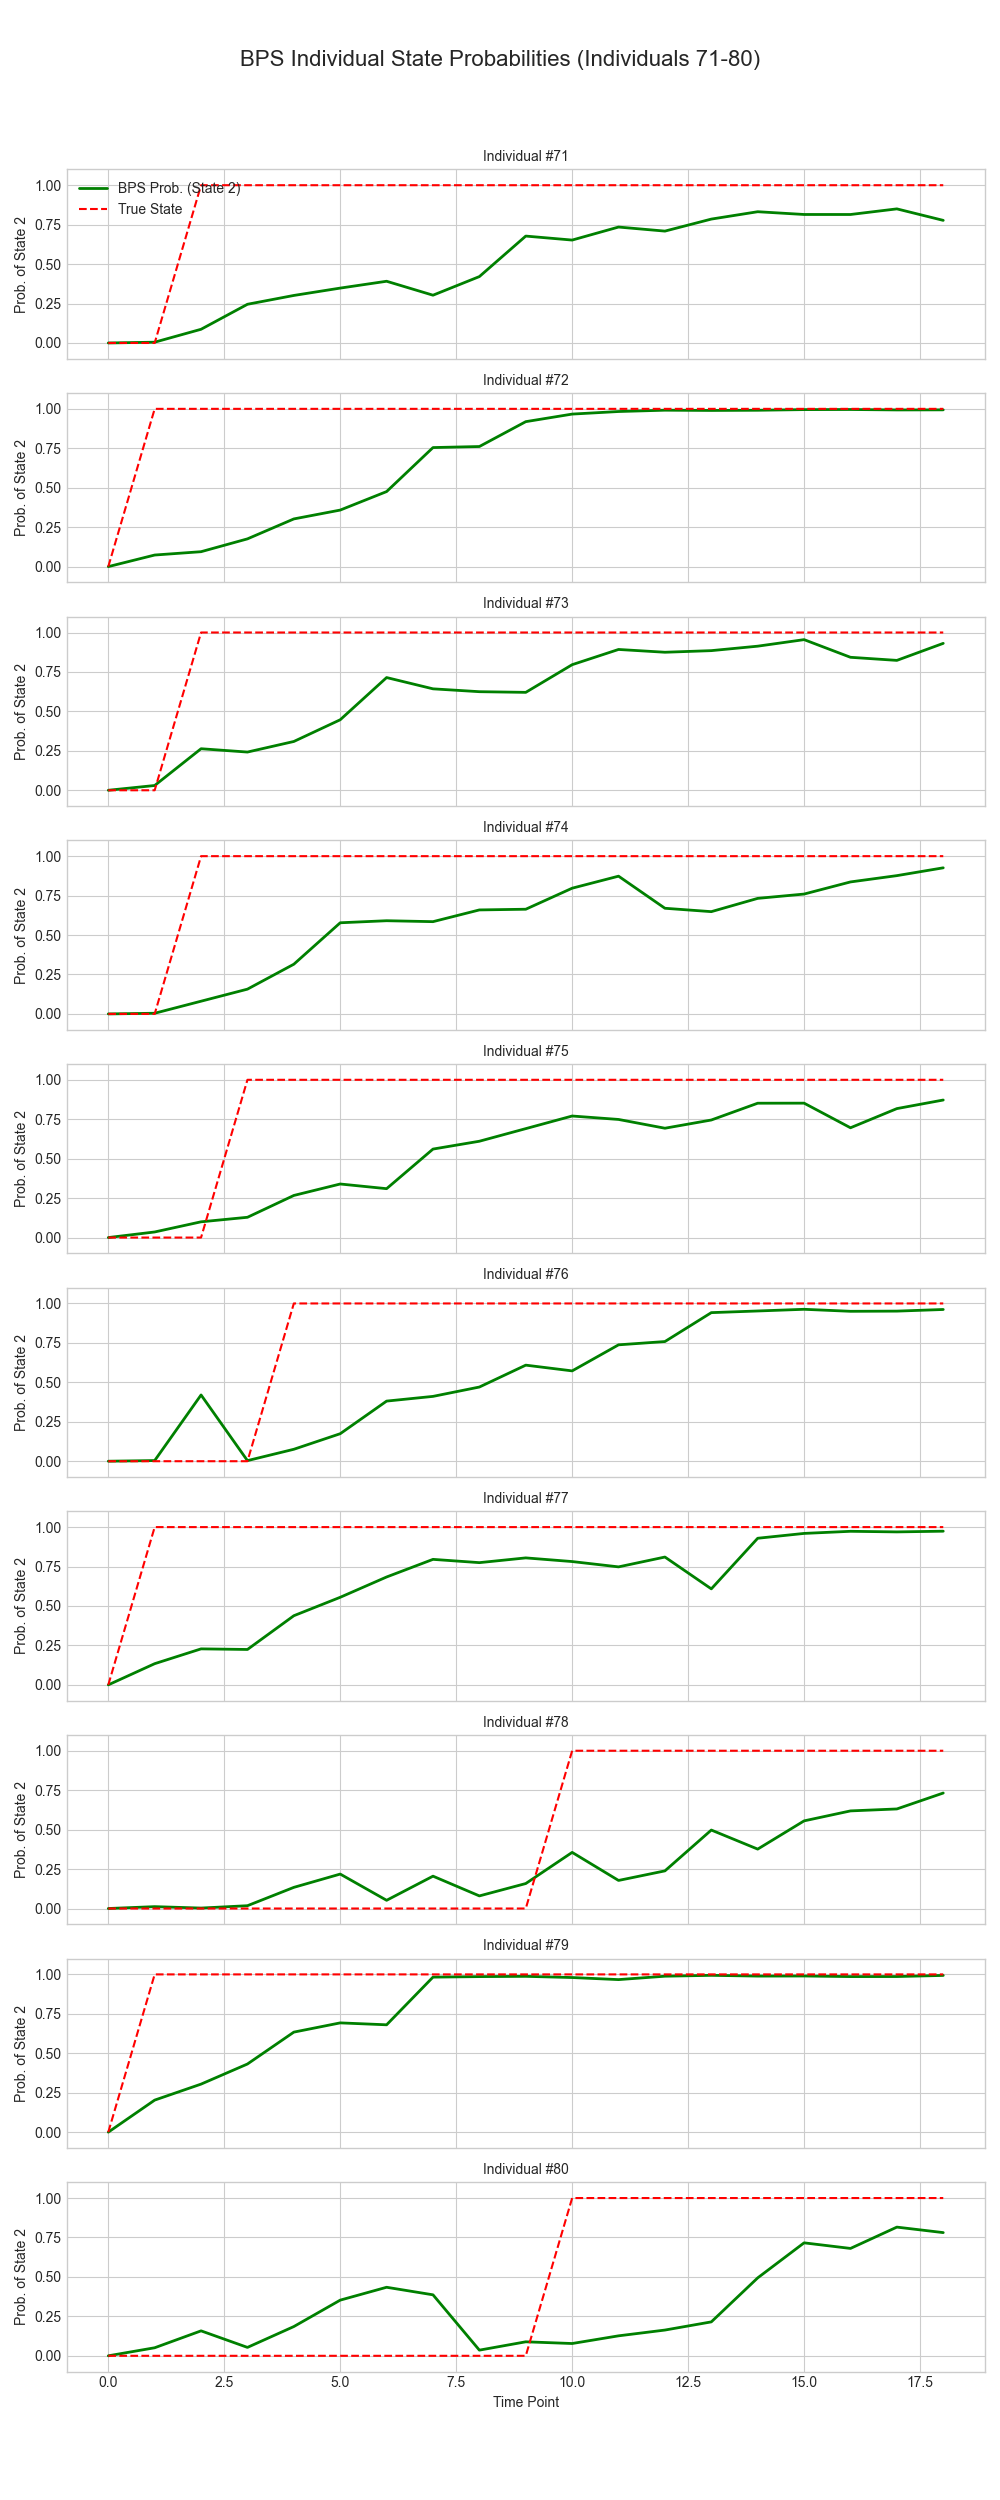 BPS Individual State Probabilities (Individuals 71-80)
Individual #71
BPS Prob. (State 2)
True State
Prob. of State 2
1.00
0.75
0.50
0.25
0.00
Individual #72
Prob. of State 2
1.00
0.75
0.50
0.25
0.00
Individual #73
Prob. of State 2
1.00
0.75
0.50
0.25
0.00
Individual #74
Prob. of State 2
1.00
0.75
0.50
0.25
0.00
Individual #75
Prob. of State 2
1.00
0.75
0.50
0.25
0.00
Individual #76
Prob. of State 2
1.00
0.75
0.50
0.25
0.00
Individual #77
Prob. of State 2
1.00
0.75
0.50
0.25
0.00
Individual #78
Prob. of State 2
1.00
0.75
0.50
0.25
0.00
Individual #79
Prob. of State 2
1.00
0.75
0.50
0.25
0.00
Individual #80
Prob. of State 2
1.00
0.75
0.50
0.25
0.00
0.0 2.5 5.0 7.5 10.0 12.5 15.0 17.5
Time Point